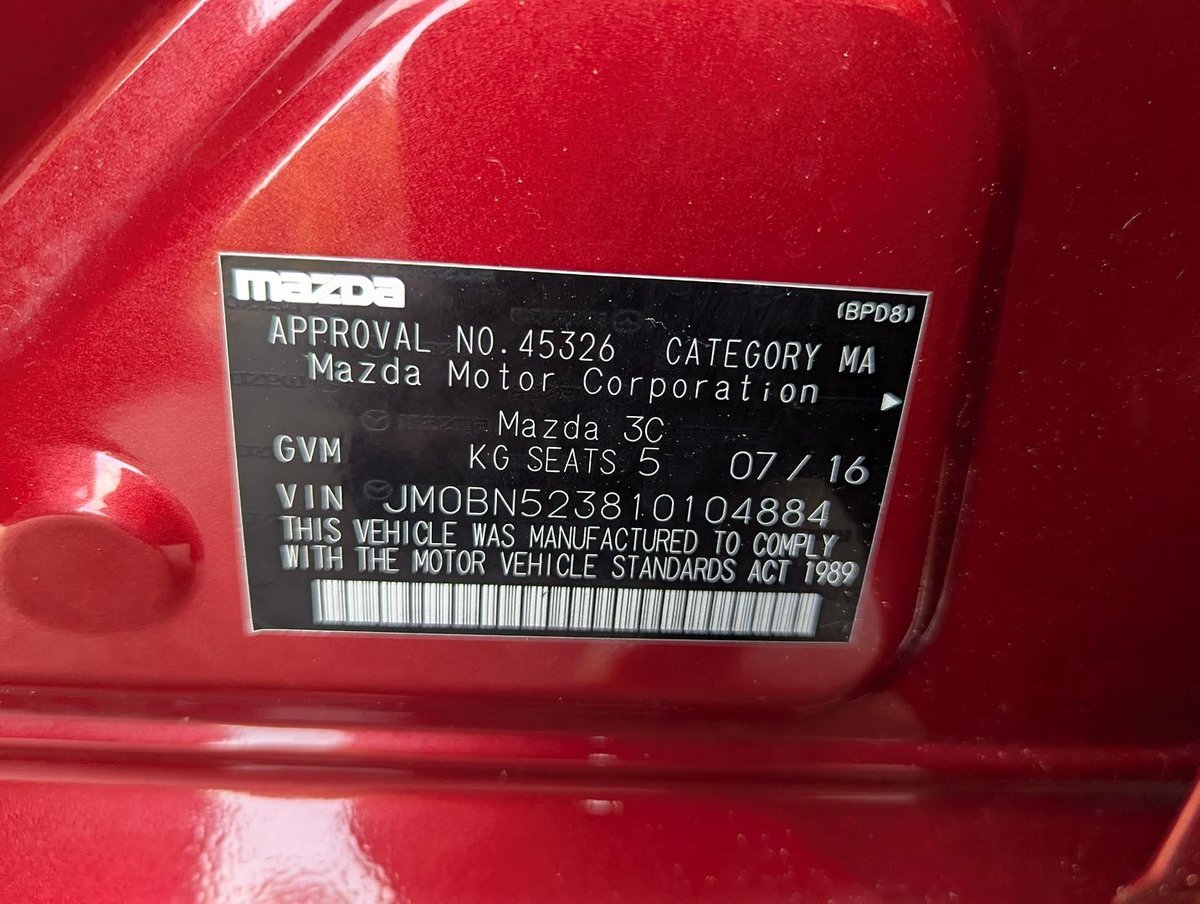 mazda
(BPD8)
APPROVAL NO. 45326 CATEGORY MA
Mazda Motor Corporation
Mazda 3C
GVM KG SEATS 5 07/16
VIN JM0BN523810104884
THIS VEHICLE WAS MANUFACTURED TO COMPLY
WITH THE MOTOR VEHICLE STANDARDS ACT 1989